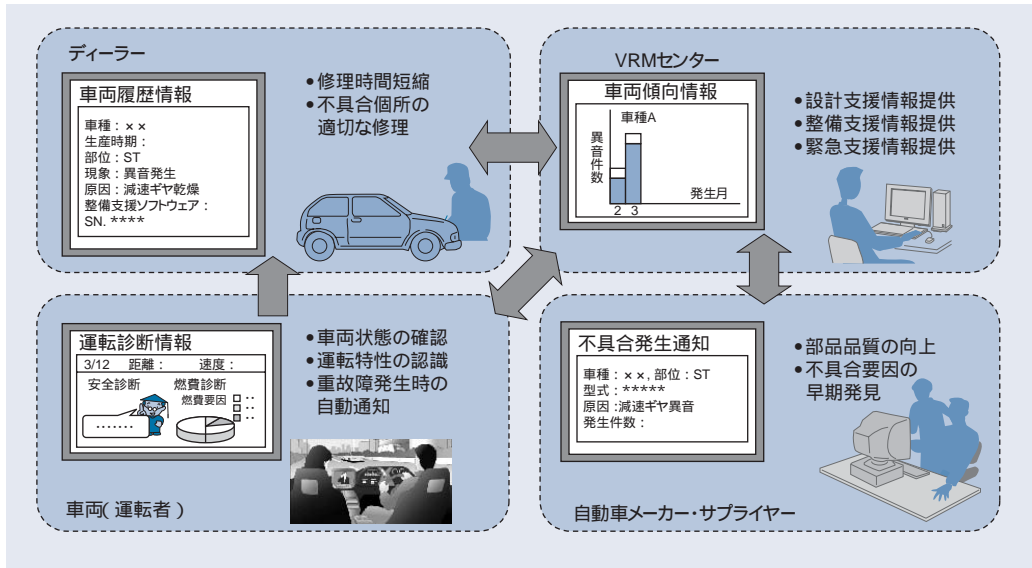 ディーラー
車両履歴情報
車種：××
生産時期：
部位：ST
現象：異音発生
原因：減速ギヤ乾燥
整備支援ソフトウェア：
SN. ****
•修理時間短縮
•不具合個所の
適切な修理
VRMセンター
車両傾向情報
車種A
異音件数
発生月
2 3
•設計支援情報提供
•整備支援情報提供
•緊急支援情報提供
運転診断情報
3/12 距離： 速度：
安全診断 燃費診断
燃費要因
‥
‥
‥
.......
•車両状態の確認
•運転特性の認識
•重故障発生時の
自動通知
車両(運転者)
不具合発生通知
車種：××,部位：ST
型式：*****
原因:減速ギヤ異音
発生件数：
•部品品質の向上
•不具合要因の
早期発見
自動車メーカー・サプライヤー